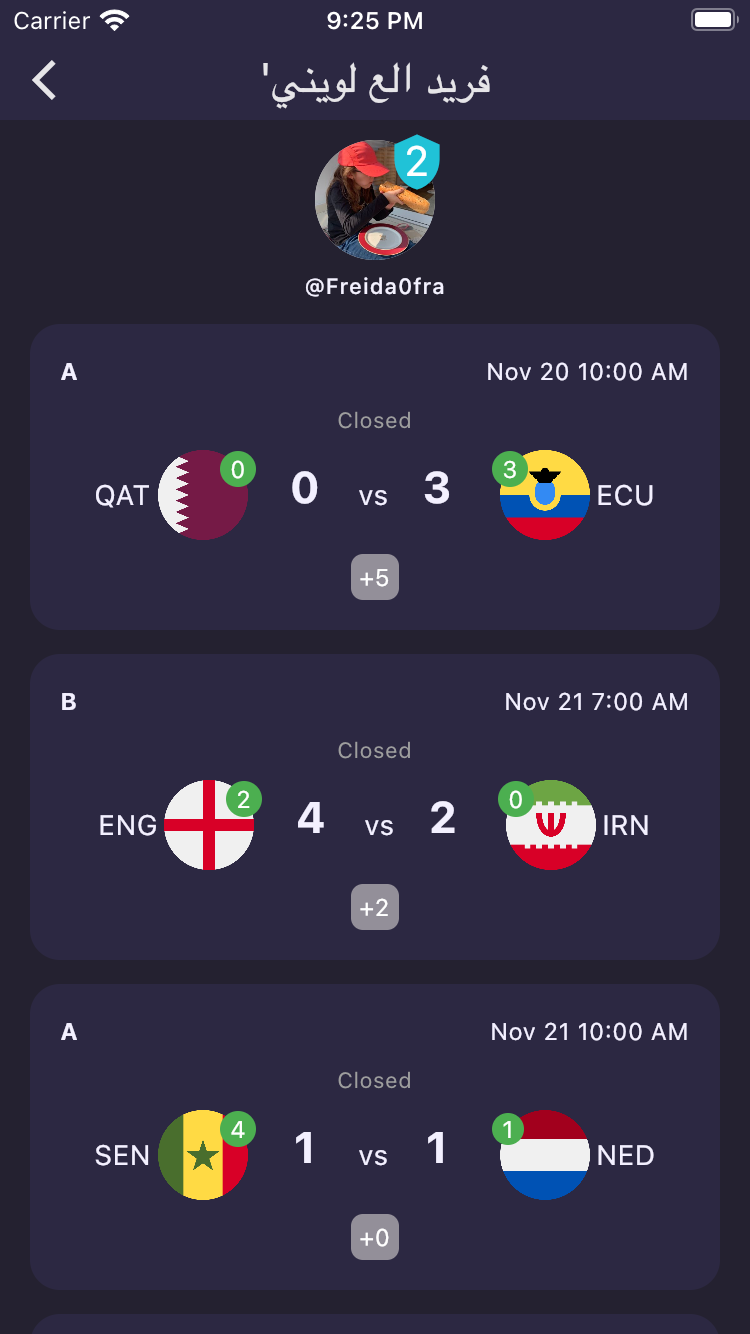 Carrier 9:25 PM
فريد الع لويني'
2
@Freida0fra
A Nov 20 10:00 AM
Closed
QAT 0 0 vs 3 3 ECU
+5
B Nov 21 7:00 AM
Closed
ENG 2 4 vs 2 0 IRN
+2
A Nov 21 10:00 AM
Closed
SEN 4 1 vs 1 1 NED
+0